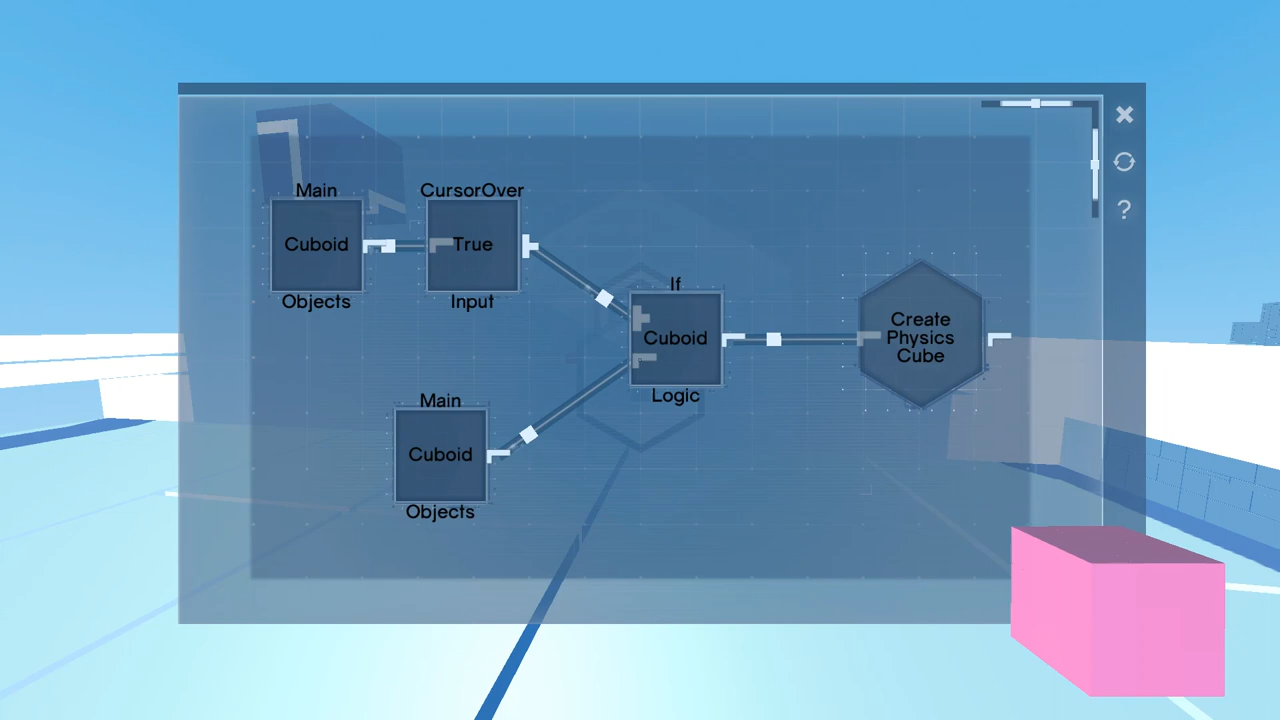 Main
Cuboid
Objects
CursorOver
True
Input
If
Cuboid
Logic
Create
Physics
Cube
Main
Cuboid
Objects
?